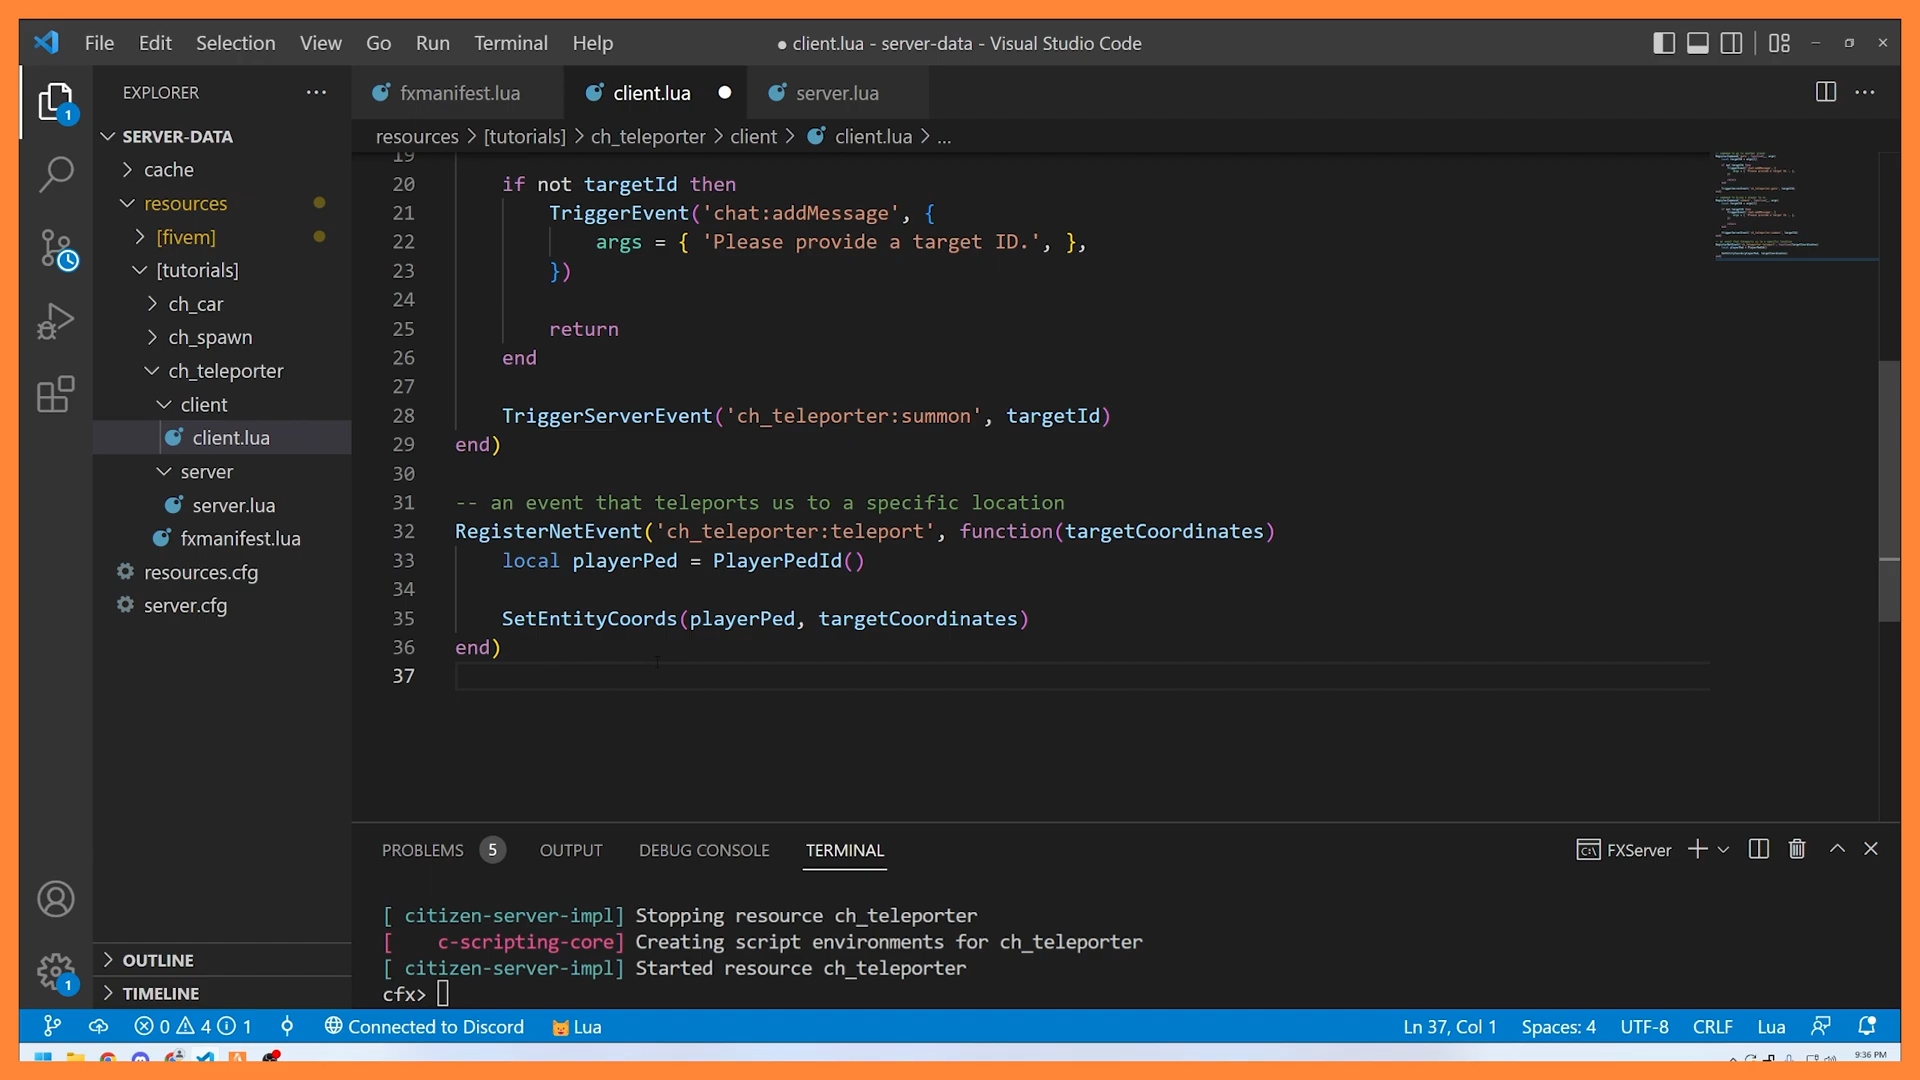 File Edit Selection View Go Run Terminal Help
● client.lua - server-data - Visual Studio Code
EXPLORER
fxmanifest.lua
client.lua
server.lua
1
SERVER-DATA
resources > [tutorials] > ch_teleporter > client > client.lua > ...
cache
resources
[fivem]
[tutorials]
ch_car
ch_spawn
ch_teleporter
client
client.lua
server
server.lua
fxmanifest.lua
resources.cfg
server.cfg
19
20 if not targetId then
21 TriggerEvent('chat:addMessage', {
22 args = { 'Please provide a target ID.', },
23 })
24
25 return
26 end
27
28 TriggerServerEvent('ch_teleporter:summon', targetId)
29 end)
30
31 -- an event that teleports us to a specific location
32 RegisterNetEvent('ch_teleporter:teleport', function(targetCoordinates)
33 local playerPed = PlayerPedId()
34
35 SetEntityCoords(playerPed, targetCoordinates)
36 end)
37
PROBLEMS 5 OUTPUT DEBUG CONSOLE TERMINAL
FXServer
[ citizen-server-impl] Stopping resource ch_teleporter
[ c-scripting-core] Creating script environments for ch_teleporter
[ citizen-server-impl] Started resource ch_teleporter
cfx>
OUTLINE
1
TIMELINE
0 4 1 Connected to Discord Lua
Ln 37, Col 1 Spaces: 4 UTF-8 CRLF Lua
9:36 PM